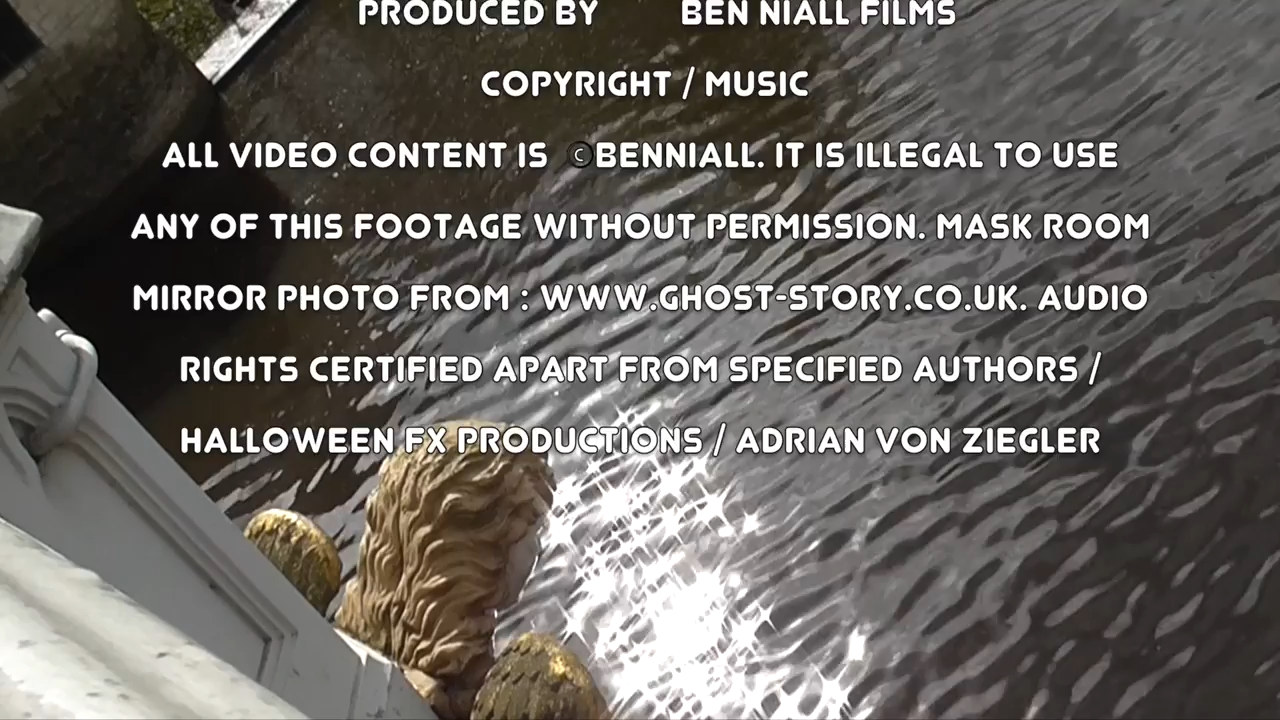 PRODUCED BY BEN NIALL FILMS
COPYRIGHT / MUSIC
ALL VIDEO CONTENT IS ©BENNIALL. IT IS ILLEGAL TO USE
ANY OF THIS FOOTAGE WITHOUT PERMISSION. MASK ROOM
MIRROR PHOTO FROM : WWW.GHOST-STORY.CO.UK. AUDIO
RIGHTS CERTIFIED APART FROM SPECIFIED AUTHORS /
HALLOWEEN FX PRODUCTIONS / ADRIAN VON ZIEGLER